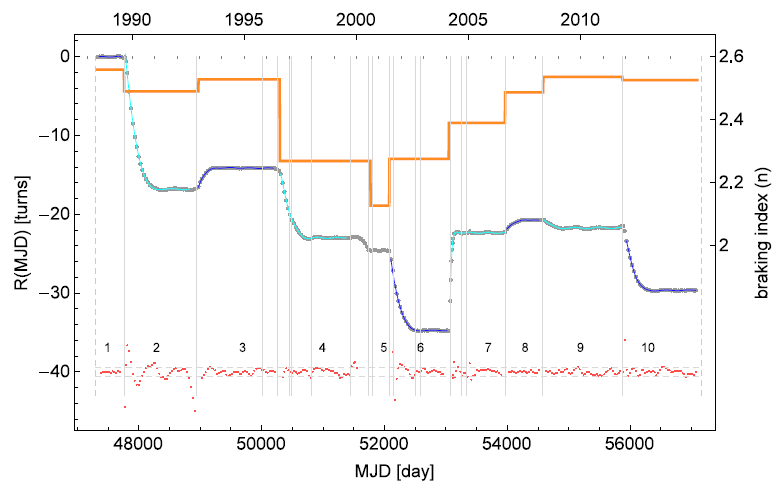 1990 1995 2000 2005 2010
0 2.6
−10 2.4
−20 2.2
2
−30
−40
R(MJD) [turns]
braking index (n)
1 2 3 4 5 6 7 8 9 10
48000 50000 52000 54000 56000
MJD [day]